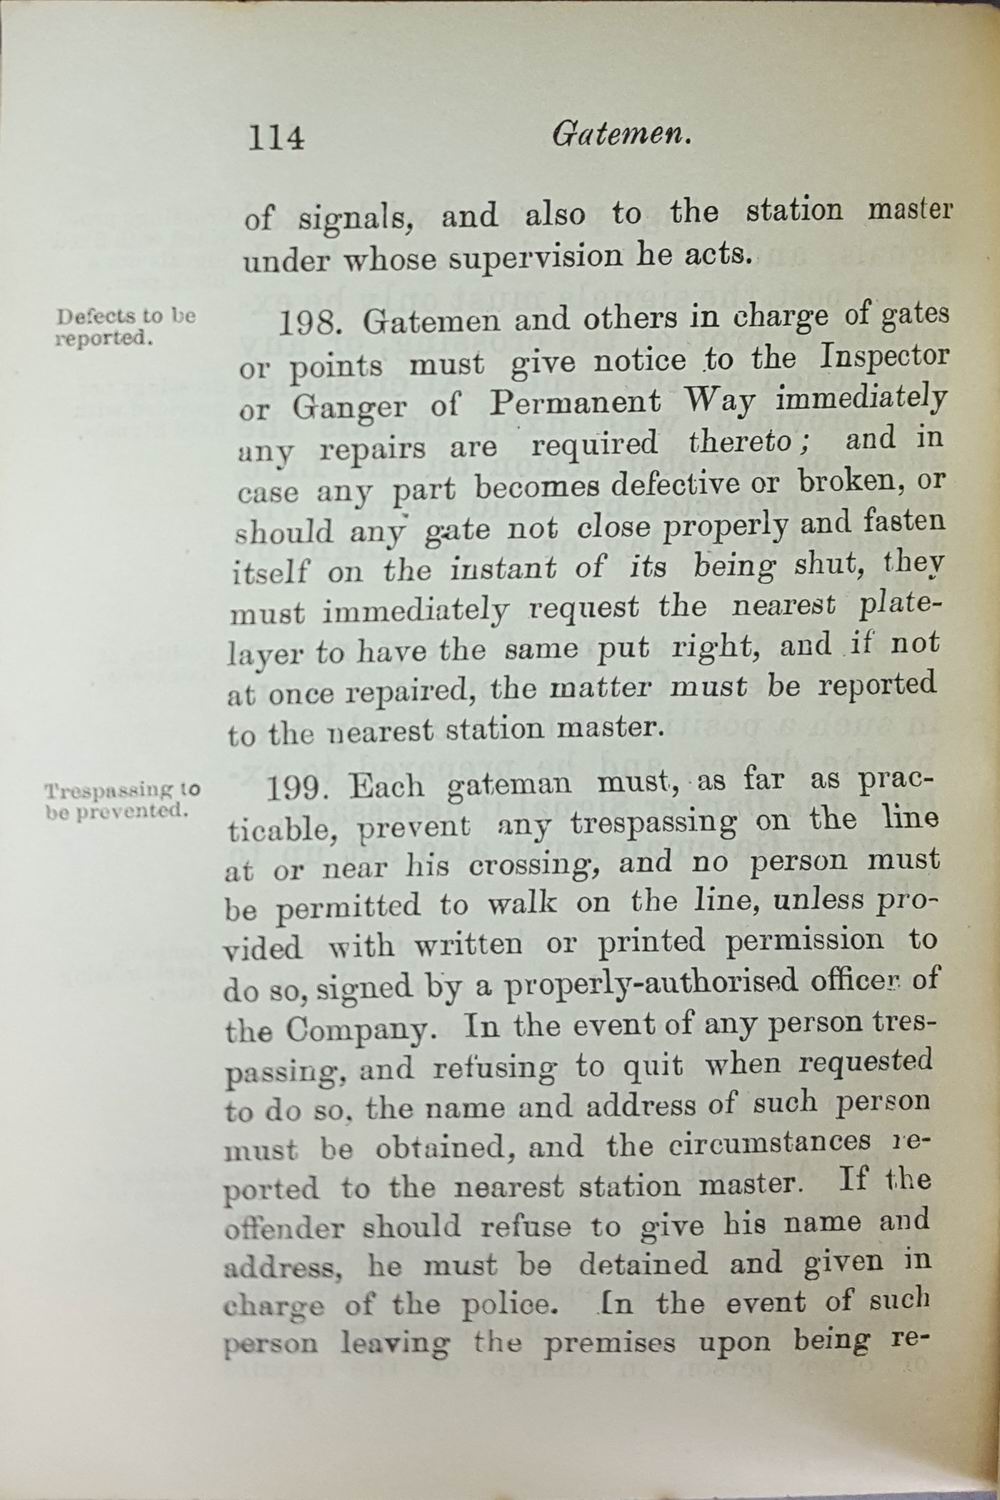 114 Gatemen.
of signals, and also to the station master
under whose supervision he acts.
Defects to be
reported.
198. Gatemen and others in charge of gates
or points must give notice to the Inspector
or Ganger of Permanent Way immediately
any repairs are required thereto; and in
case any part becomes defective or broken, or
should any gate not close properly and fasten
itself on the instant of its being shut, they
must immediately request the nearest plate-
layer to have the same put right, and if not
at once repaired, the matter must be reported
to the nearest station master.
Trespassing to
be prevented.
199. Each gateman must, as far as prac-
ticable, prevent any trespassing on the line
at or near his crossing, and no person must
be permitted to walk on the line, unless pro-
vided with written or printed permission to
do so, signed by a properly-authorised officer of
the Company. In the event of any person tres-
passing, and refusing to quit when requested
to do so, the name and address of such person
must be obtained, and the circumstances re-
ported to the nearest station master. If the
offender should refuse to give his name and
address, he must be detained and given in
charge of the police. In the event of such
person leaving the premises upon being re-